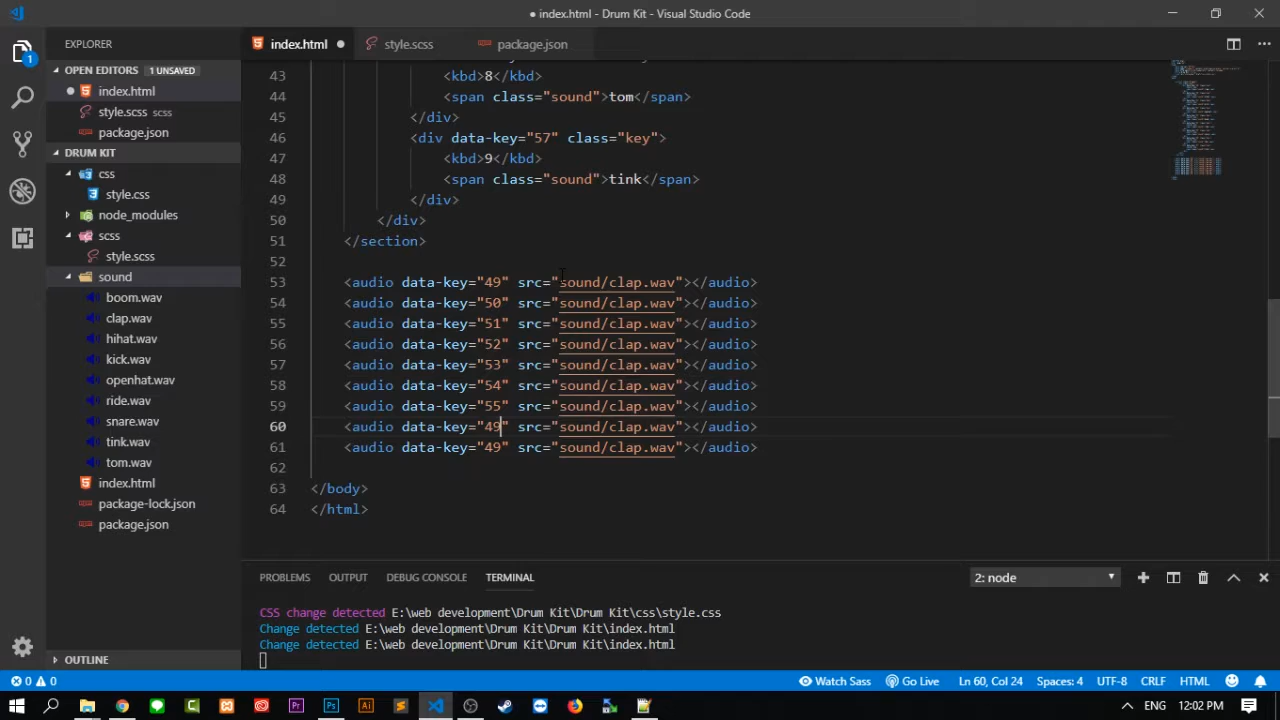 ● index.html - Drum Kit - Visual Studio Code
EXPLORER
OPEN EDITORS 1 UNSAVED
● index.html
style.scss scss
package.json
DRUM KIT
css
style.css
node_modules
scss
style.scss
sound
boom.wav
clap.wav
hihat.wav
kick.wav
openhat.wav
ride.wav
snare.wav
tink.wav
tom.wav
index.html
package-lock.json
package.json
OUTLINE
1
index.html ● style.scss package.json
43 <kbd>8</kbd>
44 <span class="sound">tom</span>
45 </div>
46 <div data-key="57" class="key">
47 <kbd>9</kbd>
48 <span class="sound">tink</span>
49 </div>
50 </div>
51 </section>
52
53 <audio data-key="49" src="sound/clap.wav"></audio>
54 <audio data-key="50" src="sound/clap.wav"></audio>
55 <audio data-key="51" src="sound/clap.wav"></audio>
56 <audio data-key="52" src="sound/clap.wav"></audio>
57 <audio data-key="53" src="sound/clap.wav"></audio>
58 <audio data-key="54" src="sound/clap.wav"></audio>
59 <audio data-key="55" src="sound/clap.wav"></audio>
60 <audio data-key="49" src="sound/clap.wav"></audio>
61 <audio data-key="49" src="sound/clap.wav"></audio>
62
63 </body>
64 </html>
PROBLEMS OUTPUT DEBUG CONSOLE TERMINAL 2: node
CSS change detected E:\web development\Drum Kit\Drum Kit\css\style.css
Change detected E:\web development\Drum Kit\Drum Kit\index.html
Change detected E:\web development\Drum Kit\Drum Kit\index.html
0 0 Watch Sass Go Live Ln 60, Col 24 Spaces: 4 UTF-8 CRLF HTML
ENG 12:02 PM